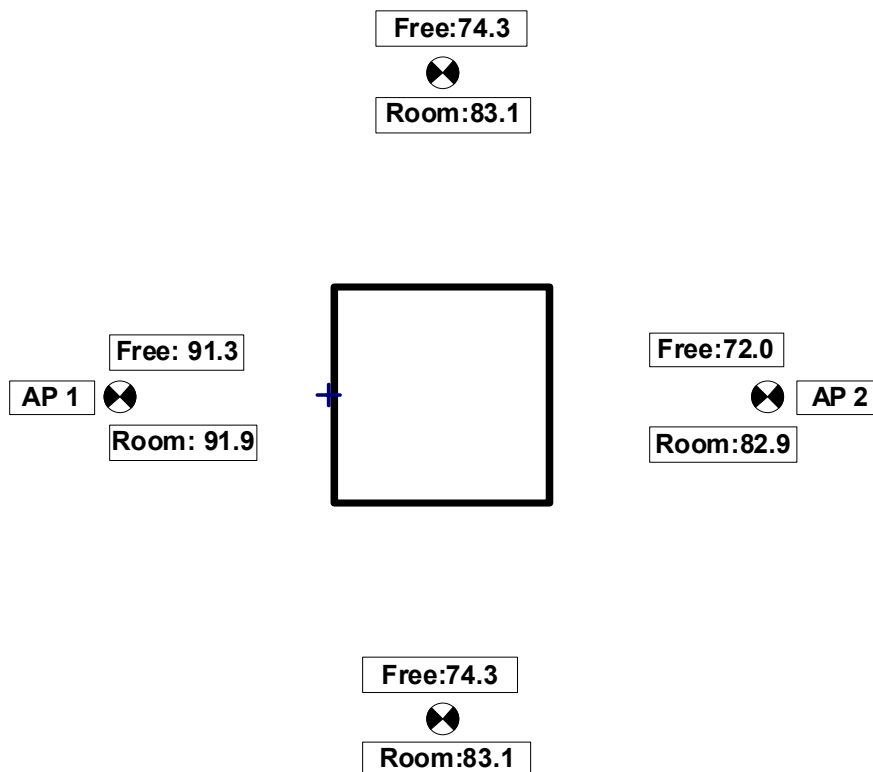 Free:74.3
Room:83.1
Free: 91.3
AP 1
Room: 91.9
Free:72.0
AP 2
Room:82.9
Free:74.3
Room:83.1